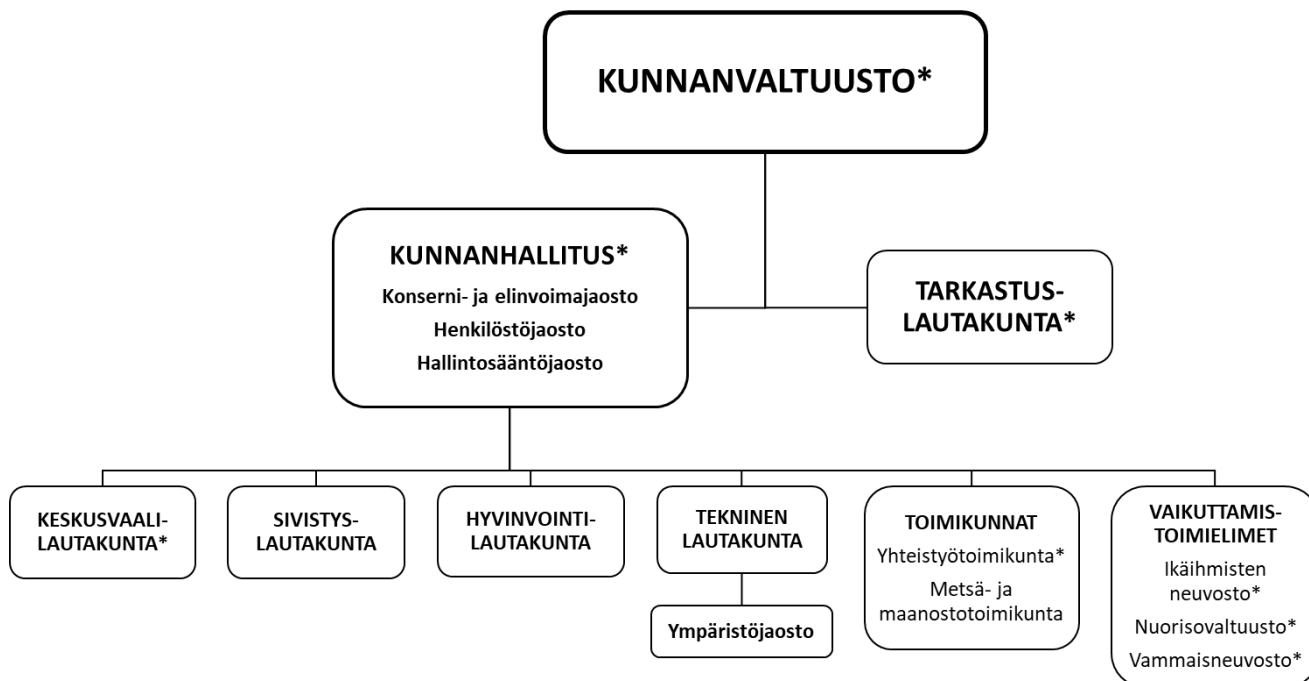 KUNNANVALTUUSTO*
KUNNANHALLITUS*
Konserni- ja elinvoimajaosto
Henkilöstöjaosto
Hallintosääntöjaosto
TARKASTUS-
LAUTAKUNTA*
KESKUSVAALI-
LAUTAKUNTA*
SIVISTYS-
LAUTAKUNTA
HYVINVOINTI-
LAUTAKUNTA
TEKNINEN
LAUTAKUNTA
Ympäristöjaosto
TOIMIKUNNAT
Yhteistyötoimikunta*
Metsä- ja
maanostotoimikunta
VAIKUTTAMIS-
TOIMIELIMET
Ikäihmisten
neuvosto*
Nuorisovaltuusto*
Vammaisneuvosto*